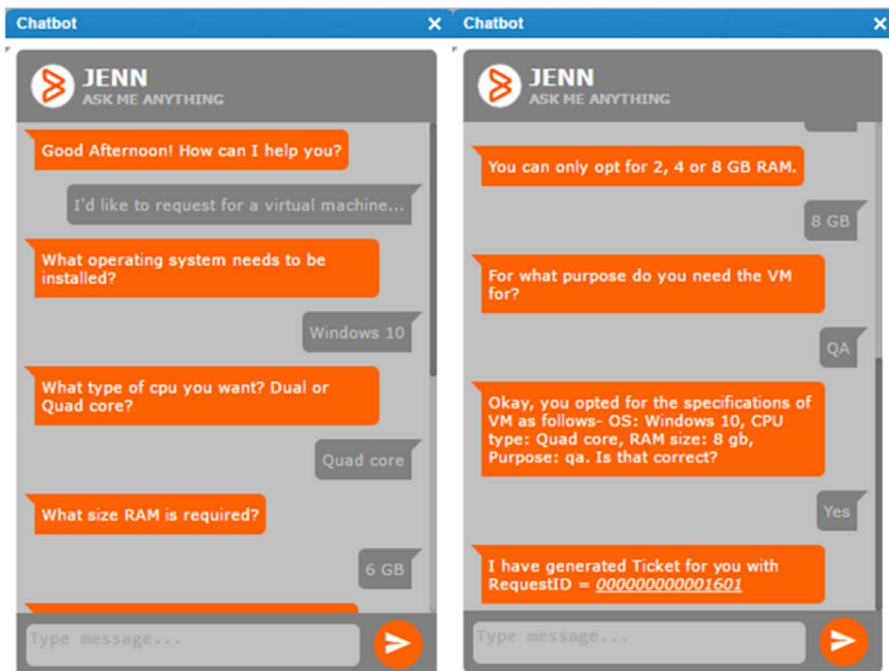 Chatbot
JENN
ASK ME ANYTHING
Good Afternoon! How can I help you?
I'd like to request for a virtual machine...
What operating system needs to be
installed?
Windows 10
What type of cpu you want? Dual or
Quad core?
Quad core
What size RAM is required?
6 GB
Type message...
Chatbot
JENN
ASK ME ANYTHING
You can only opt for 2, 4 or 8 GB RAM.
8 GB
For what purpose do you need the VM
for?
QA
Okay, you opted for the specifications of
VM as follows- OS: Windows 10, CPU
type: Quad core, RAM size: 8 gb,
Purpose: qa. Is that correct?
Yes
I have generated Ticket for you with
RequestID = 000000000001601
Type message...